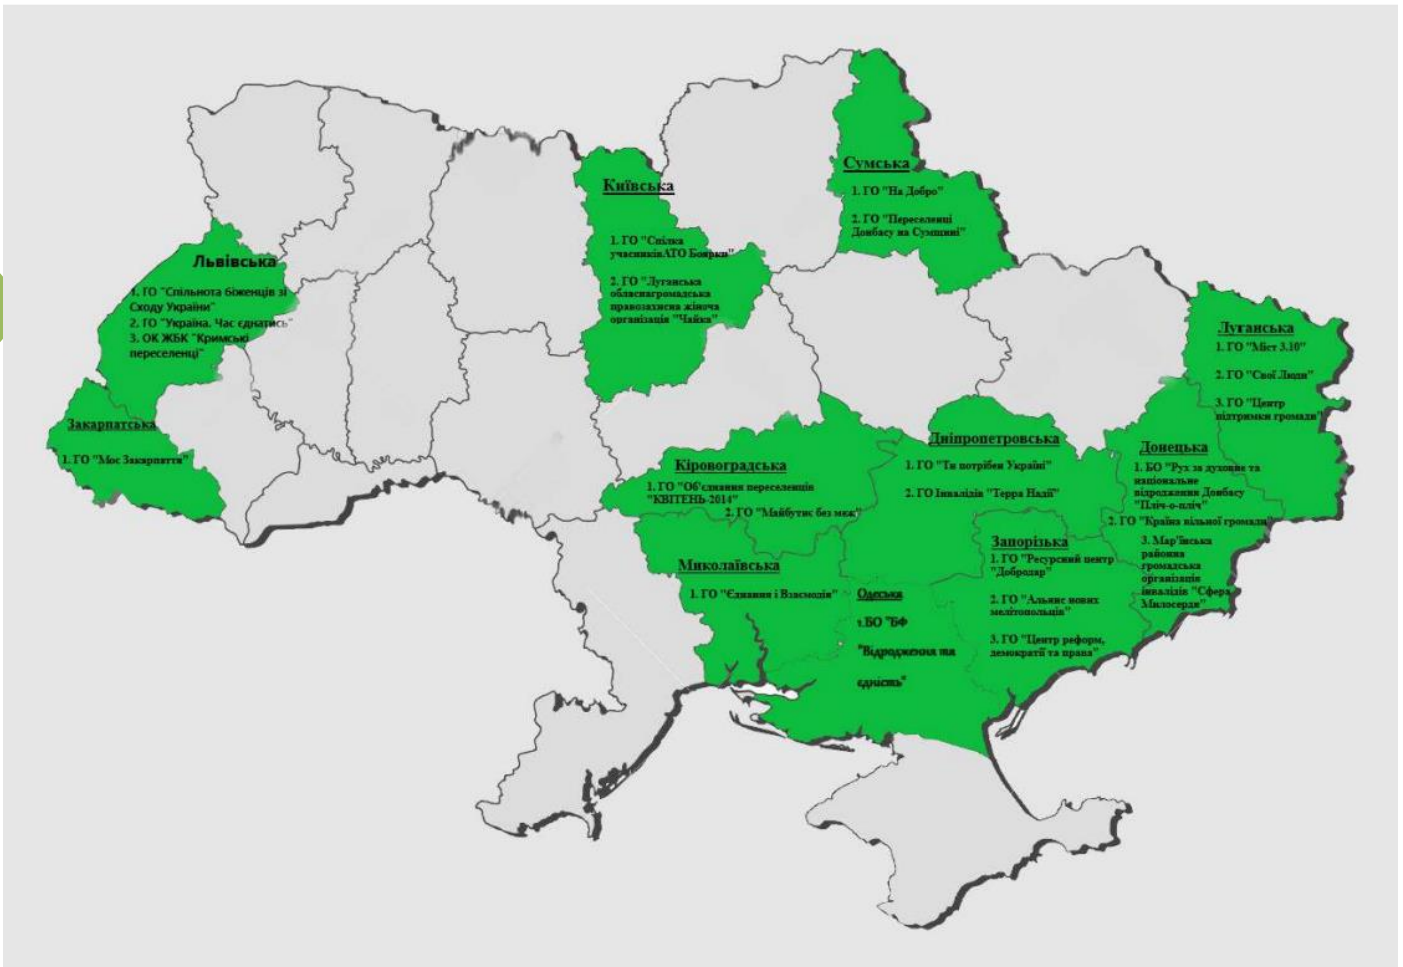 Сумська
1. ГО "На Добро"
2. ГО "Переселенці
Донбасу на Сумщині"
Київська
1. ГО "Спілка
учасниківАТО Боярки"
2. ГО "Луганська
обласнагромадська
правозахисна жіноча
організація "Чайка"
Львівська
1. ГО "Спільнота біженців зі
Сходу України"
2. ГО "Україна. Час єднатись"
3. ОК ЖБК "Кримські
переселенці"
Закарпатська
1. ГО "Моє Закарпаття"
Луганська
1. ГО "Міст 3.10"
2. ГО "Свої Люди"
3. ГО "Центр
підтримки громади"
Дніпропетровська
1. ГО "Ти потрібен Україні"
2. ГО Інвалідів "Терра Надії"
Донецька
1. БО "Рух за духовне та
національне
відродження Донбасу
"Пліч-о-пліч"
2. ГО "Країна вільної громади"
3. Мар'їнська
районна
громадська
організація
інвалідів "Сфера
Милосердя"
Кіровоградська
1. ГО "Об'єднання переселенців
"КВІТЕНЬ-2014"
2. ГО "Майбутнє без меж"
Запорізька
1. ГО "Ресурсний центр
"Добродар"
2. ГО "Альянс нових
мелітопольців"
3. ГО "Центр реформ,
демократії та права"
Миколаївська
1. ГО "Єднання і Взаємодія"
Одеська
1.БО "БФ
"Відродження та
єдність"